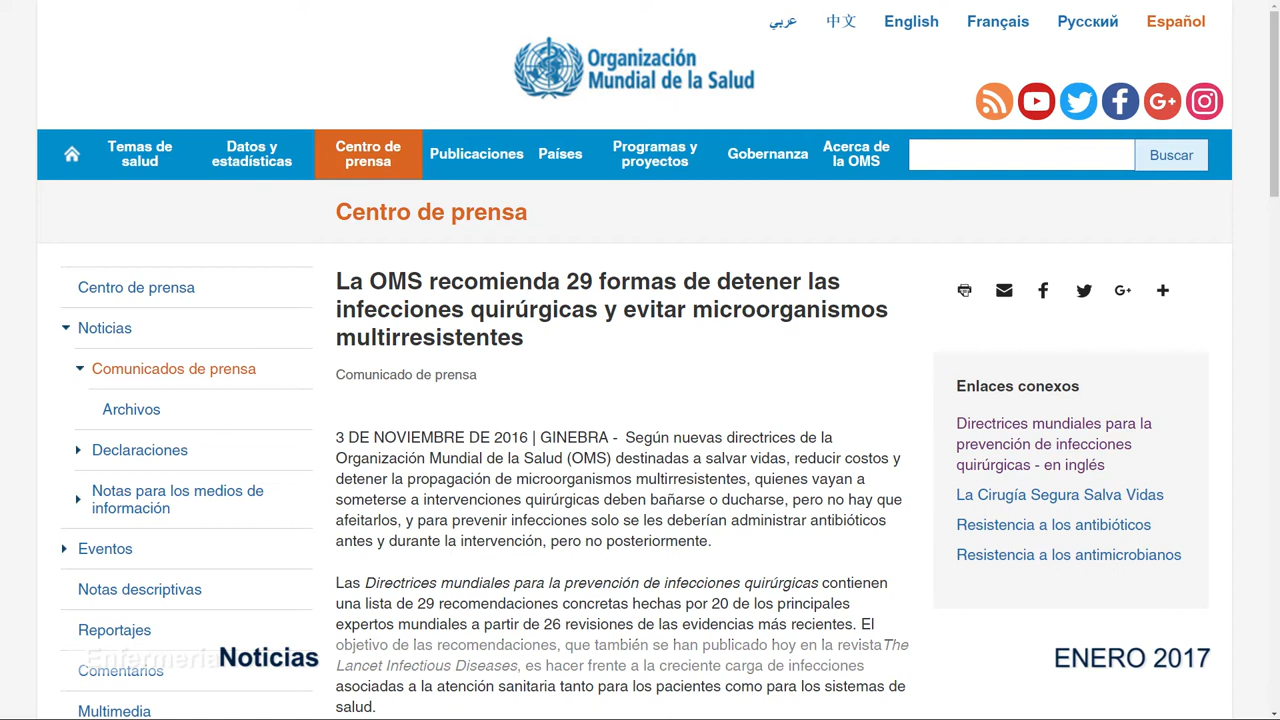 عربي 中文 English Français Русский Español
Organización
Mundial de la Salud
Temas de
salud
Datos y
estadísticas
Centro de
prensa
Publicaciones
Países
Programas y
proyectos
Gobernanza
Acerca de
la OMS
Buscar
Centro de prensa
Centro de prensa
Noticias
Comunicados de prensa
Archivos
Declaraciones
Notas para los medios de
información
Eventos
Notas descriptivas
Reportajes
Comentarios
Multimedia
La OMS recomienda 29 formas de detener las
infecciones quirúrgicas y evitar microorganismos
multirresistentes
Comunicado de prensa
3 DE NOVIEMBRE DE 2016 | GINEBRA - Según nuevas directrices de la
Organización Mundial de la Salud (OMS) destinadas a salvar vidas, reducir costos y
detener la propagación de microorganismos multirresistentes, quienes vayan a
someterse a intervenciones quirúrgicas deben bañarse o ducharse, pero no hay que
afeitarlos, y para prevenir infecciones solo se les deberían administrar antibióticos
antes y durante la intervención, pero no posteriormente.
Las Directrices mundiales para la prevención de infecciones quirúrgicas contienen
una lista de 29 recomendaciones concretas hechas por 20 de los principales
expertos mundiales a partir de 26 revisiones de las evidencias más recientes. El
objetivo de las recomendaciones, que también se han publicado hoy en la revistaThe
Lancet Infectious Diseases, es hacer frente a la creciente carga de infecciones
asociadas a la atención sanitaria tanto para los pacientes como para los sistemas de
salud.
Enlaces conexos
Directrices mundiales para la
prevención de infecciones
quirúrgicas - en inglés
La Cirugía Segura Salva Vidas
Resistencia a los antibióticos
Resistencia a los antimicrobianos
Enfermería Noticias
ENERO 2017